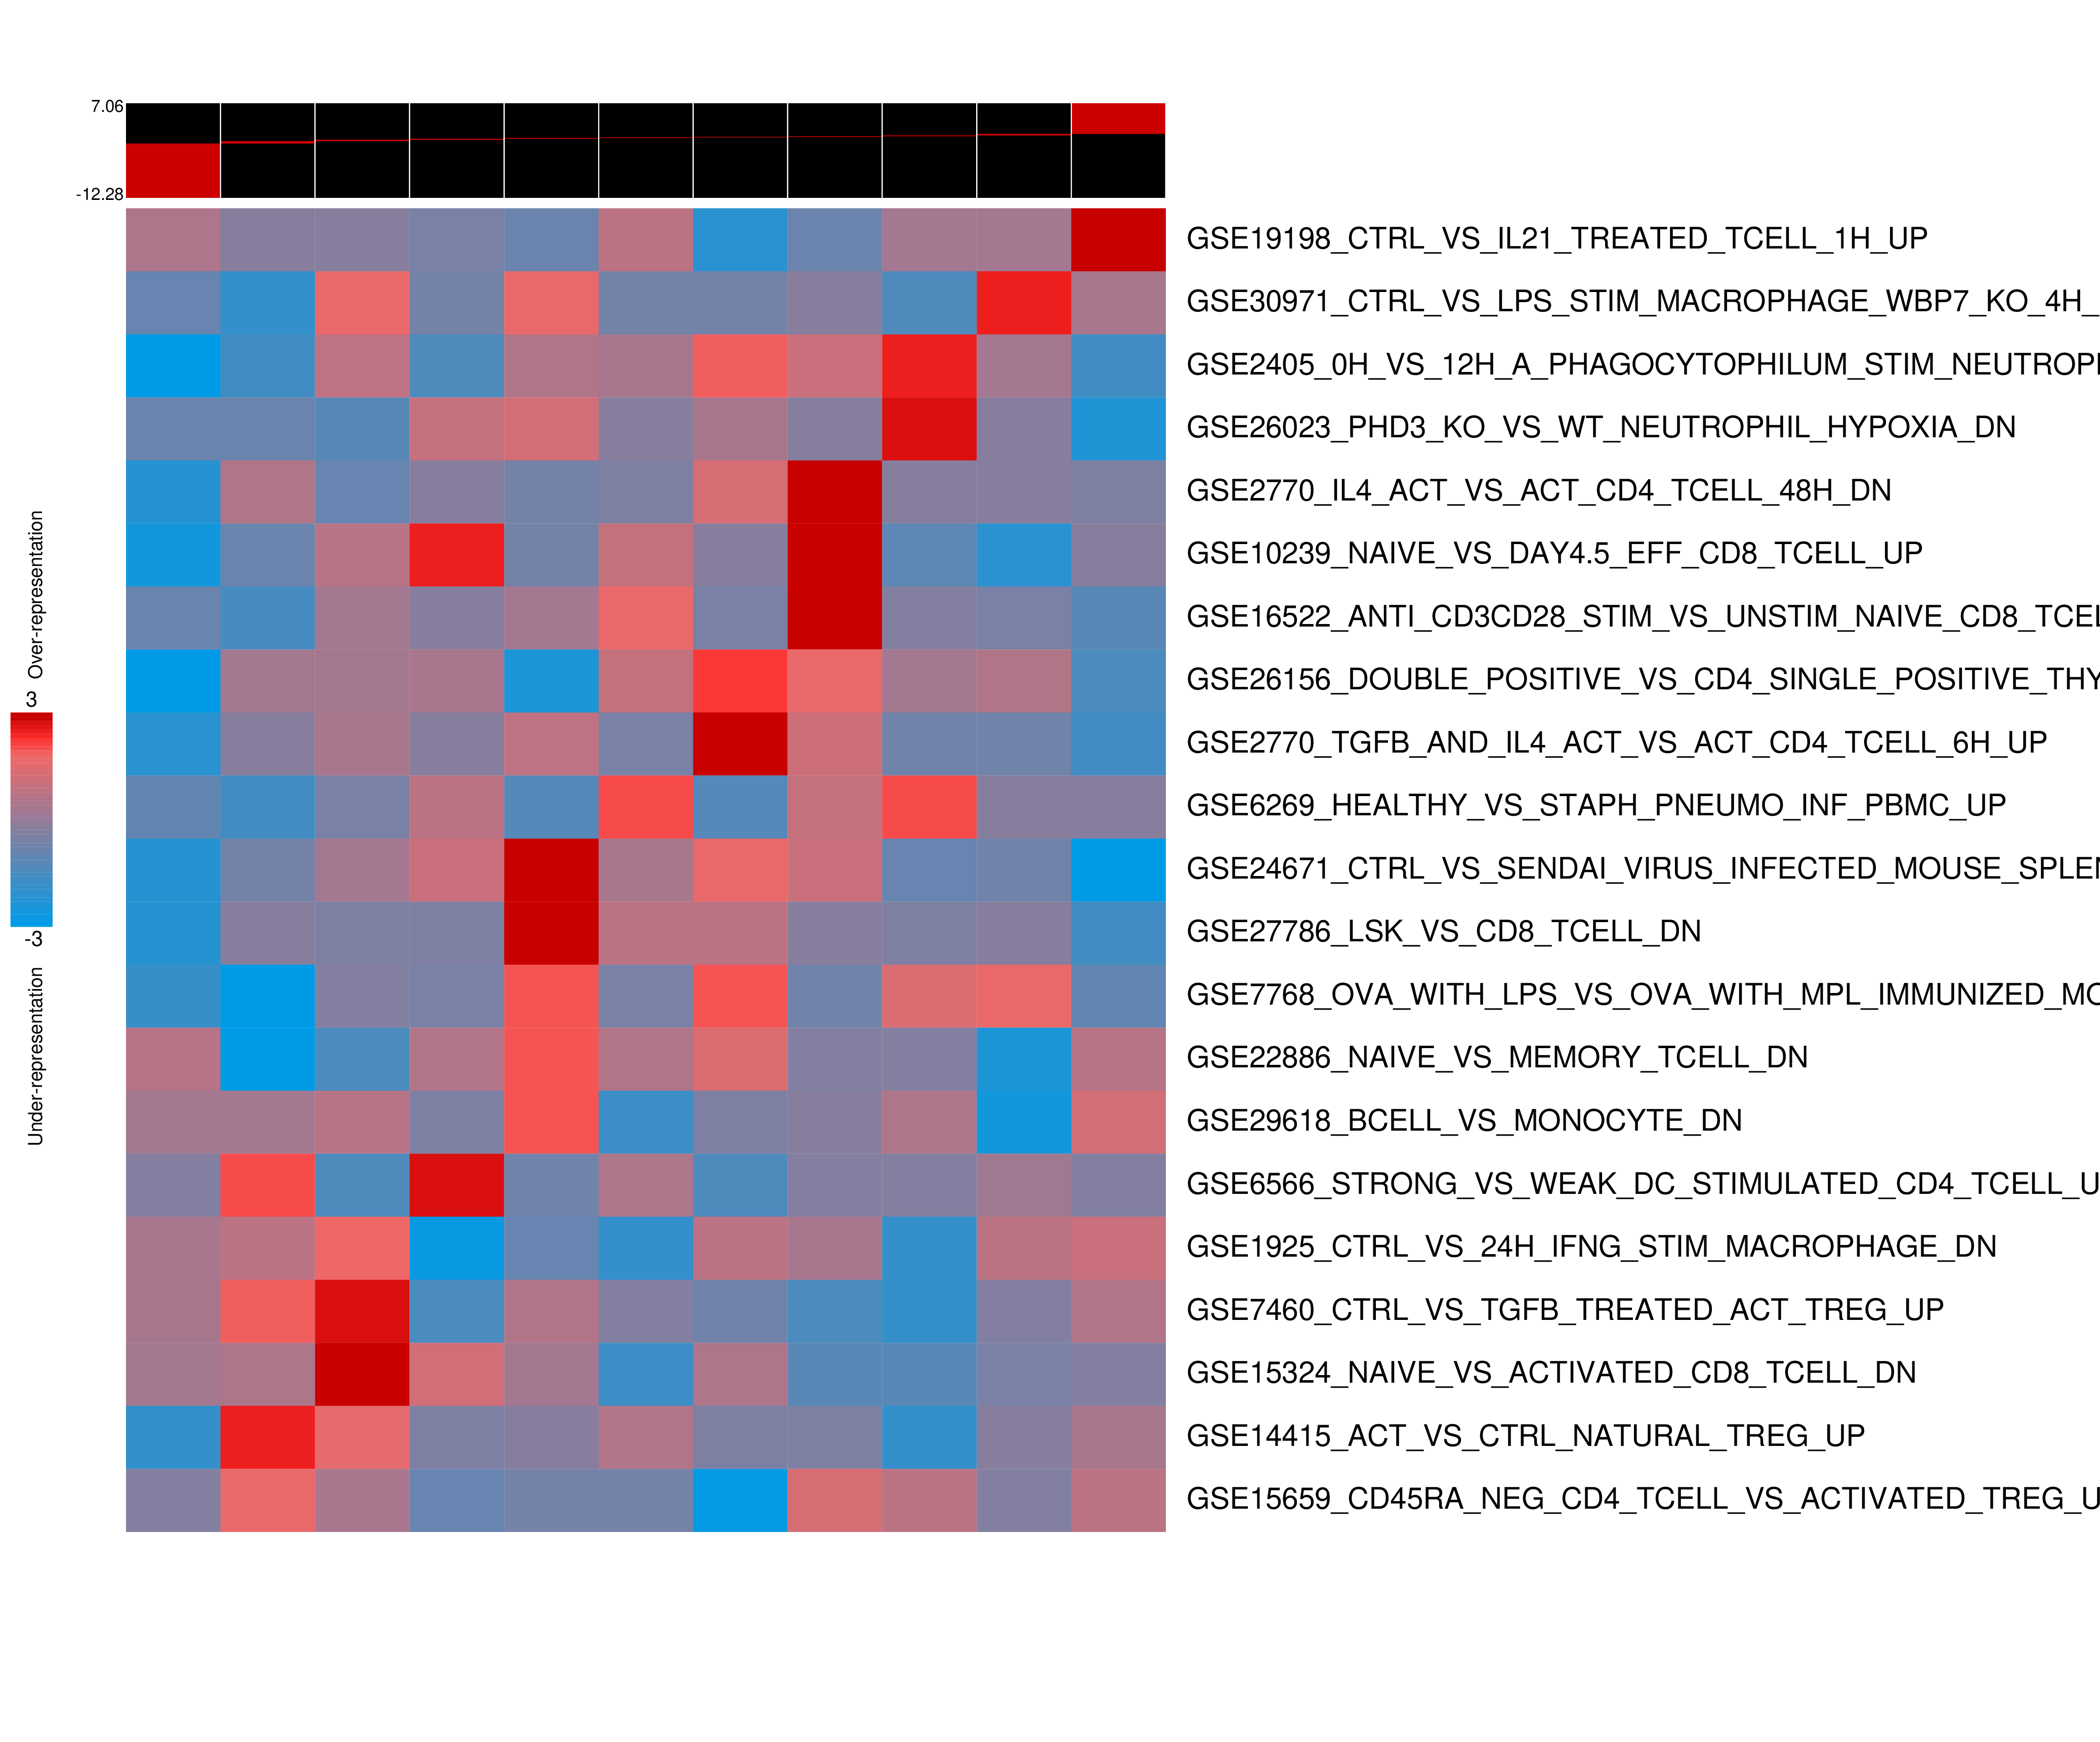 7.06
-12.28
GSE19198_CTRL_VS_IL21_TREATED_TCELL_1H_UP
GSE30971_CTRL_VS_LPS_STIM_MACROPHAGE_WBP7_KO_4H_
GSE2405_0H_VS_12H_A_PHAGOCYTOPHILUM_STIM_NEUTROP
GSE26023_PHD3_KO_VS_WT_NEUTROPHIL_HYPOXIA_DN
GSE2770_IL4_ACT_VS_ACT_CD4_TCELL_48H_DN
GSE10239_NAIVE_VS_DAY4.5_EFF_CD8_TCELL_UP
GSE16522_ANTI_CD3CD28_STIM_VS_UNSTIM_NAIVE_CD8_TCEL
GSE26156_DOUBLE_POSITIVE_VS_CD4_SINGLE_POSITIVE_THY
GSE2770_TGFB_AND_IL4_ACT_VS_ACT_CD4_TCELL_6H_UP
GSE6269_HEALTHY_VS_STAPH_PNEUMO_INF_PBMC_UP
GSE24671_CTRL_VS_SENDAI_VIRUS_INFECTED_MOUSE_SPLEN
GSE27786_LSK_VS_CD8_TCELL_DN
GSE7768_OVA_WITH_LPS_VS_OVA_WITH_MPL_IMMUNIZED_MO
GSE22886_NAIVE_VS_MEMORY_TCELL_DN
GSE29618_BCELL_VS_MONOCYTE_DN
GSE6566_STRONG_VS_WEAK_DC_STIMULATED_CD4_TCELL_U
GSE1925_CTRL_VS_24H_IFNG_STIM_MACROPHAGE_DN
GSE7460_CTRL_VS_TGFB_TREATED_ACT_TREG_UP
GSE15324_NAIVE_VS_ACTIVATED_CD8_TCELL_DN
GSE14415_ACT_VS_CTRL_NATURAL_TREG_UP
GSE15659_CD45RA_NEG_CD4_TCELL_VS_ACTIVATED_TREG_U
Over-representation
3
-3
Under-representation